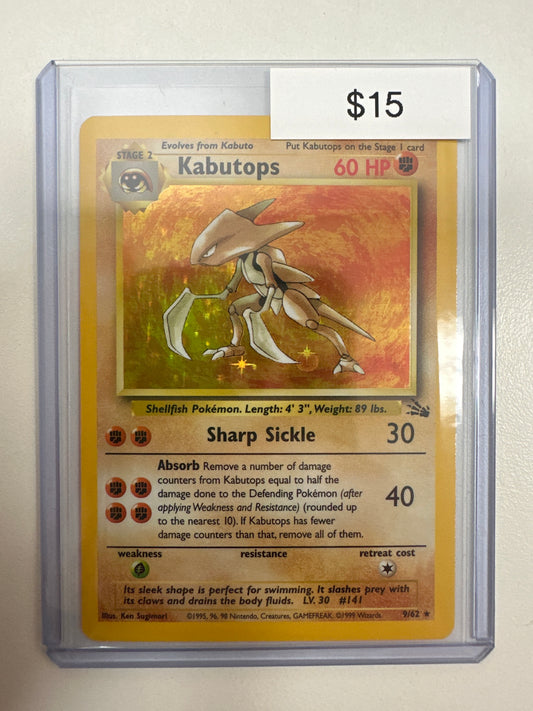 $15
Evolves from Kabuto Put Kabutops on the Stage 1 card
STAGE 2
Kabutops 60 HP
Shellfish Pokémon. Length: 4' 3", Weight: 89 lbs.
Sharp Sickle 30
Absorb Remove a number of damage
counters from Kabutops equal to half the
damage done to the Defending Pokémon (after
applying Weakness and Resistance) (rounded up
to the nearest 10). If Kabutops has fewer
damage counters than that, remove all of them.
40
weakness resistance retreat cost
Its sleek shape is perfect for swimming. It slashes prey with
its claws and drains the body fluids. LV. 30 #141
Illus. Ken Sugimori ©1995, 96, 98 Nintendo, Creatures, GAMEFREAK. ©1999 Wizards. 9/62 ★